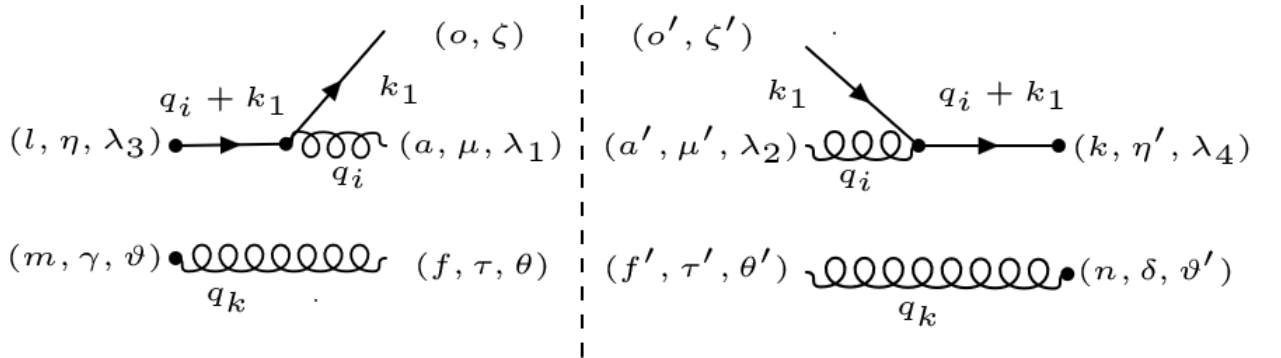 (o, ζ) (o′, ζ′)
q_i + k_1 k_1 k_1 q_i + k_1
(l, η, λ_3) (a, μ, λ_1) (a′, μ′, λ_2) (k, η′, λ_4)
q_i q_i
(m, γ, ϑ) (f, τ, θ) (f′, τ′, θ′) (n, δ, ϑ′)
q_k q_k